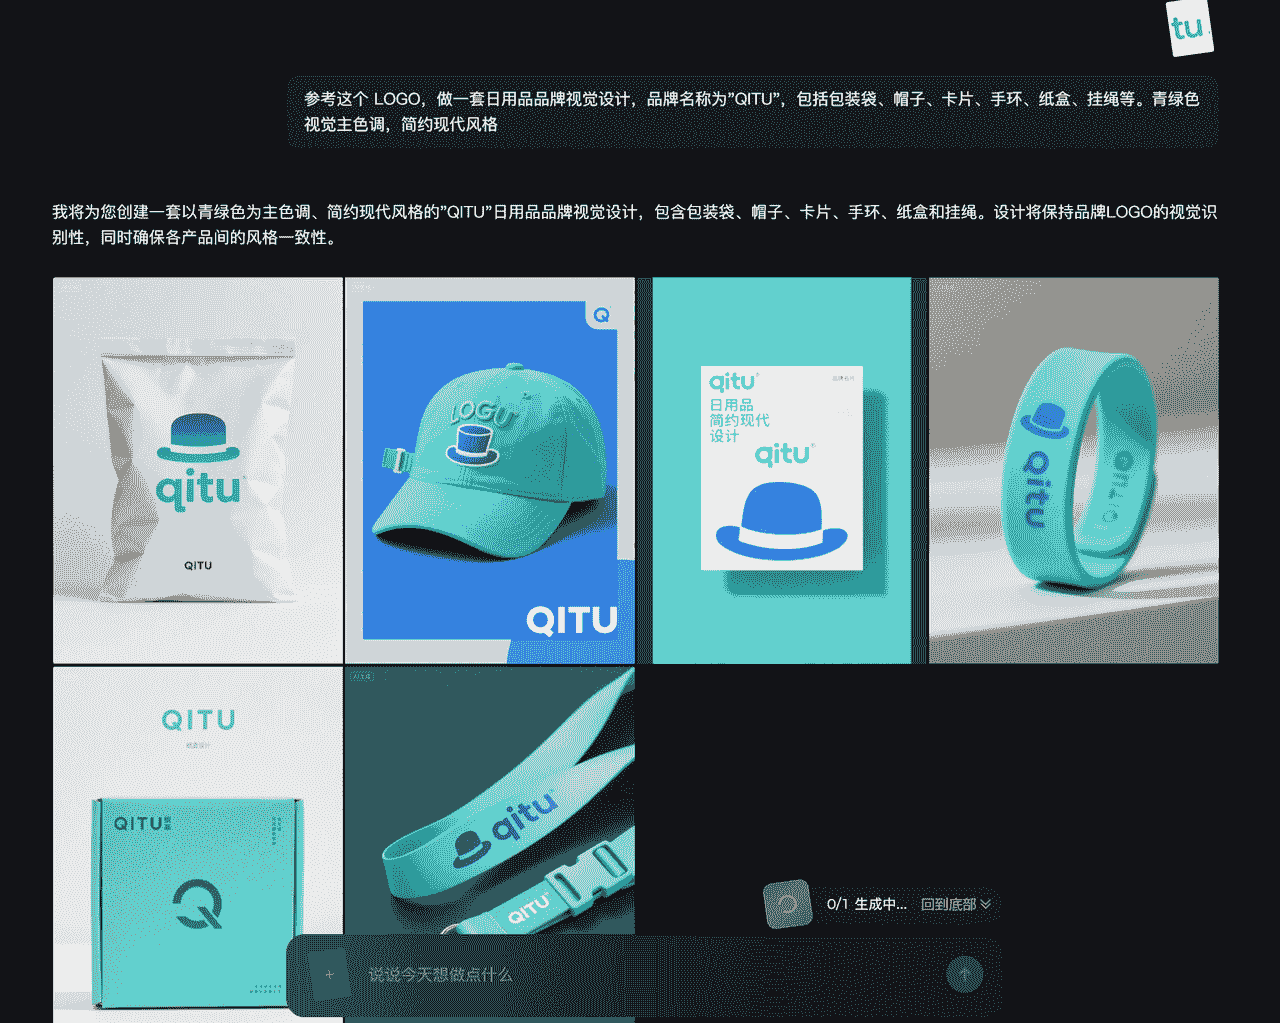 tu
参考这个 LOGO，做一套日用品品牌视觉设计，品牌名称为”QITU”，包括包装袋、帽子、卡片、手环、纸盒、挂绳等。青绿色
视觉主色调，简约现代风格
我将为您创建一套以青绿色为主色调、简约现代风格的”QITU”日用品品牌视觉设计，包含包装袋、帽子、卡片、手环、纸盒和挂绳。设计将保持品牌LOGO的视觉识
别性，同时确保各产品间的风格一致性。
qitu
QITU
Q
LOGU
QITU
qitu
日用品
简约现代
设计
qitu
Qitu
QITU
QITU
qitu
QITU
0/1 生成中...
回到底部
说说今天想做点什么